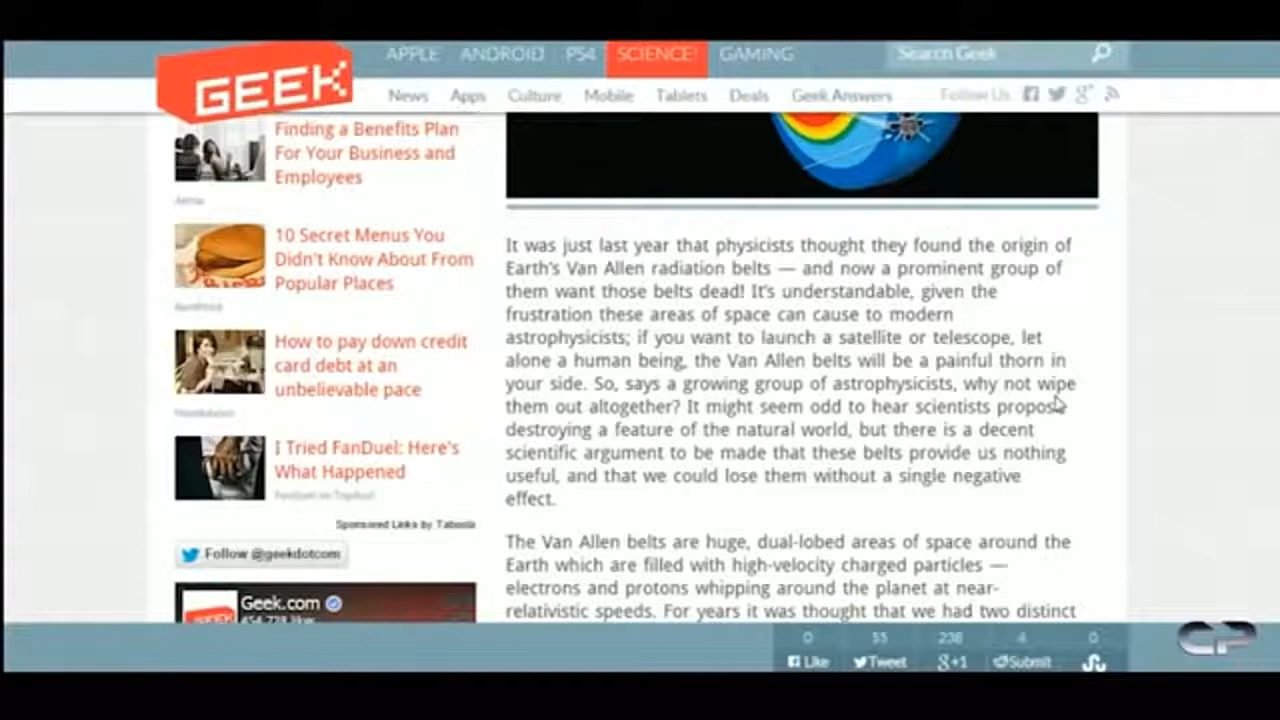 APPLE ANDROID PS4 SCIENCE! GAMING
Search Geek
GEEK
News Apps Culture Mobile Tablets Deals Geek Answers
Follow Us
Finding a Benefits Plan
For Your Business and
Employees
10 Secret Menus You
Didn't Know About From
Popular Places
How to pay down credit
card debt at an
unbelievable pace
I Tried FanDuel: Here's
What Happened
Sponsored Links by Taboola
Follow @geekdotcom
GEEK
Geek.com
It was just last year that physicists thought they found the origin of
Earth's Van Allen radiation belts — and now a prominent group of
them want those belts dead! It's understandable, given the
frustration these areas of space can cause to modern
astrophysicists; if you want to launch a satellite or telescope, let
alone a human being, the Van Allen belts will be a painful thorn in
your side. So, says a growing group of astrophysicists, why not wipe
them out altogether? It might seem odd to hear scientists propose
destroying a feature of the natural world, but there is a decent
scientific argument to be made that these belts provide us nothing
useful, and that we could lose them without a single negative
effect.
The Van Allen belts are huge, dual-lobed areas of space around the
Earth which are filled with high-velocity charged particles —
electrons and protons whipping around the planet at near-
relativistic speeds. For years it was thought that we had two distinct
0 55 238 4 0
Like Tweet +1 Submit
CP